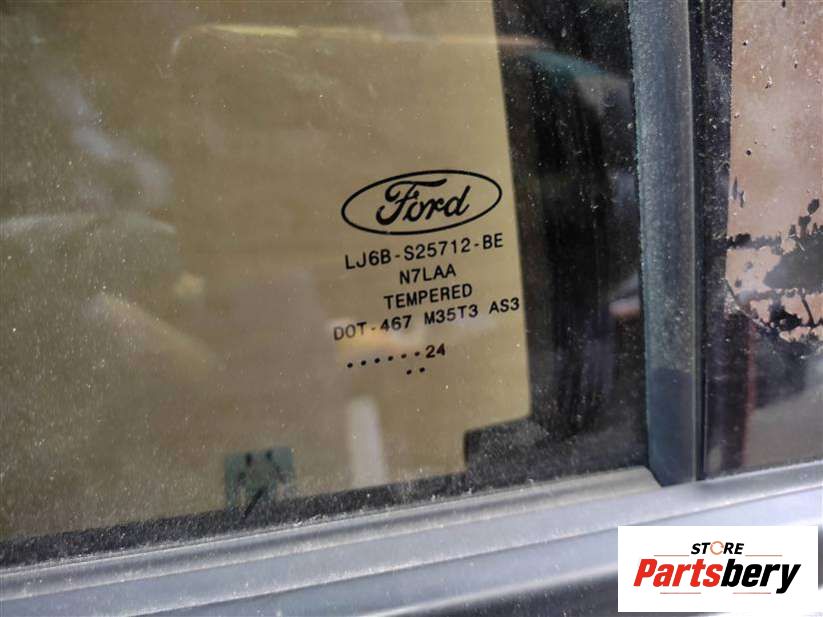 Ford
LJ6B-S25712-BE
N7LAA
TEMPERED
DOT-467 M35T3 AS3
......24
..
STORE
Partsbery